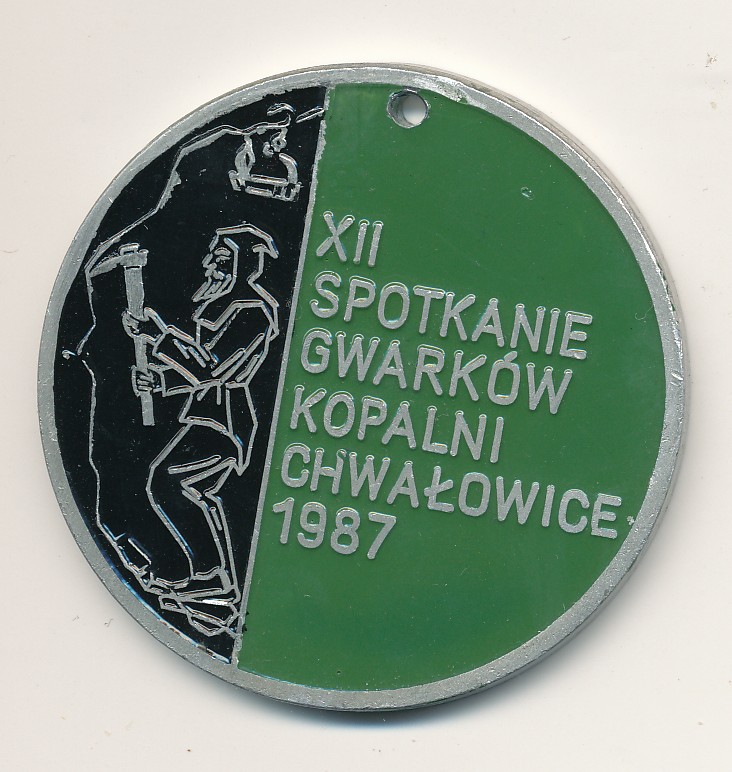 XII
SPOTKANIE
GWARKÓW
KOPALNI
CHWAŁOWICE
1987